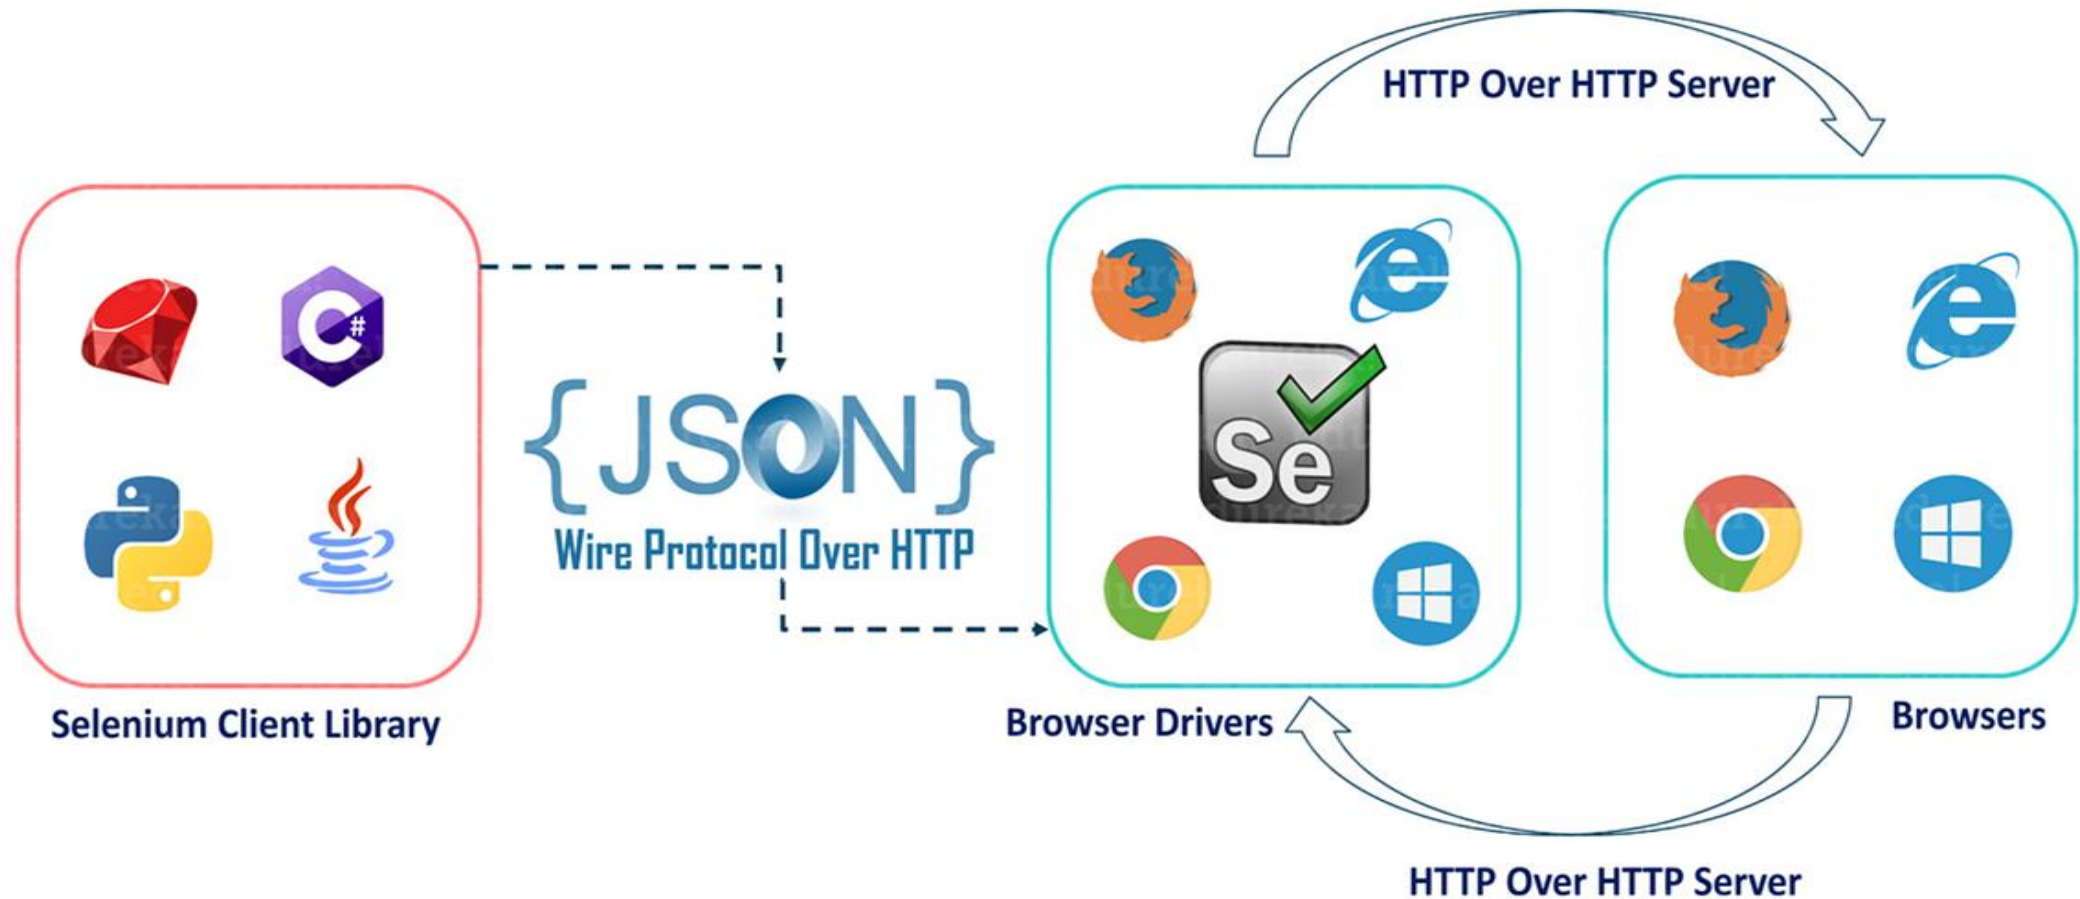 HTTP Over HTTP Server
C#
Se
{JSON}
Wire Protocol Over HTTP
Selenium Client Library
Browser Drivers
Browsers
HTTP Over HTTP Server